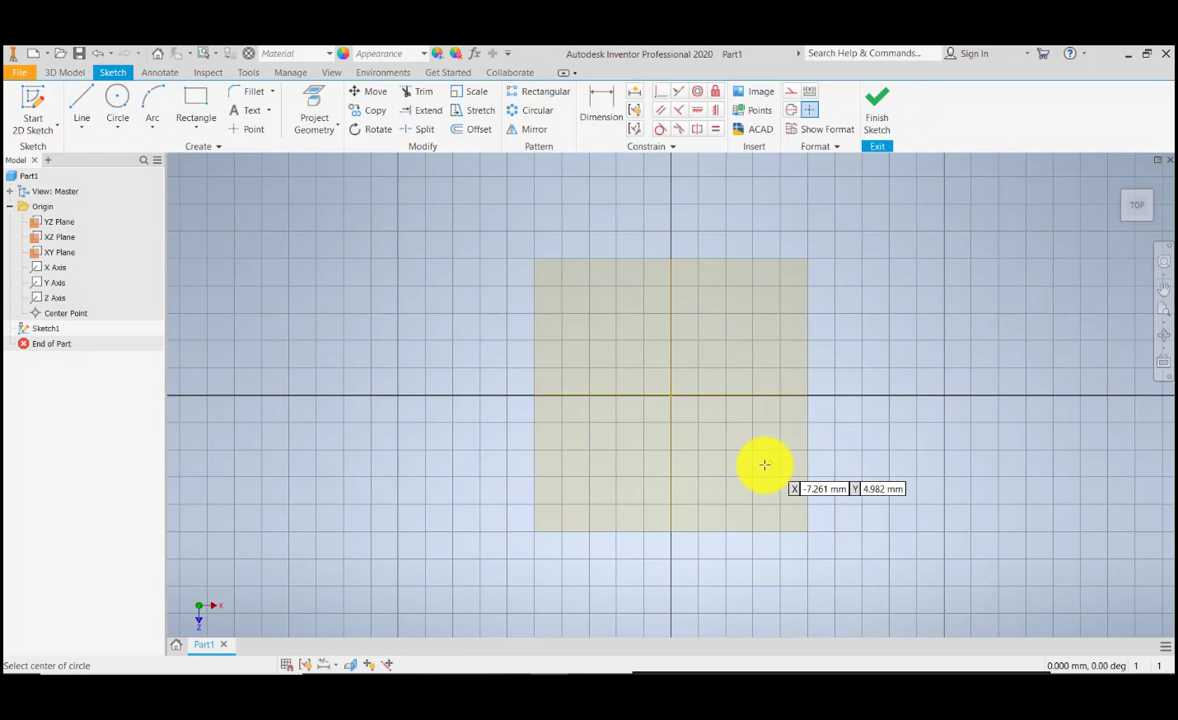 Material
Appearance
fx
Autodesk Inventor Professional 2020 Part1
Search Help & Commands...
Sign In
File
3D Model
Sketch
Annotate
Inspect
Tools
Manage
View
Environments
Get Started
Collaborate
Start
2D Sketch
Sketch
Line
Circle
Arc
Rectangle
Fillet
Text
Point
Create
Project
Geometry
Move
Copy
Rotate
Trim
Extend
Split
Scale
Stretch
Offset
Modify
Rectangular
Circular
Mirror
Pattern
Dimension
Constrain
Image
Points
ACAD
Insert
Show Format
Format
Finish
Sketch
Exit
Model
Part1
View: Master
Origin
YZ Plane
XZ Plane
XY Plane
X Axis
Y Axis
Z Axis
Center Point
Sketch1
End of Part
TOP
X -7.261 mm Y 4.982 mm
X
Z
Part1
Select center of circle
0.000 mm, 0.00 deg 1 1